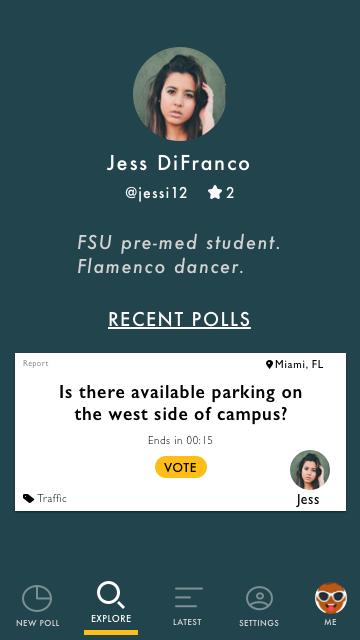 Jess DiFranco
@jessi12 2
FSU pre-med student.
Flamenco dancer.
RECENT POLLS
Report
Miami, FL
Is there available parking on
the west side of campus?
Ends in 00:15
VOTE
Traffic
Jess
NEW POLL
EXPLORE
LATEST
SETTINGS
ME